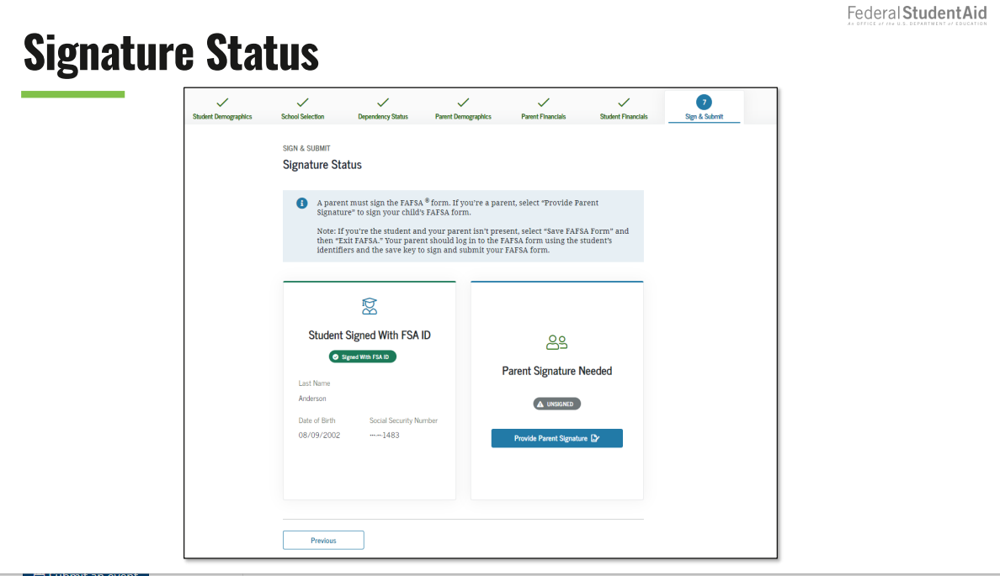 Federal StudentAid
An OFFICE of the U.S. DEPARTMENT of EDUCATION
Signature Status
Student Demographics
School Selection
Dependency Status
Parent Demographics
Parent Financials
Student Financials
7
Sign & Submit
SIGN & SUBMIT
Signature Status
A parent must sign the FAFSA ® form. If you're a parent, select “Provide Parent
Signature” to sign your child's FAFSA form.
Note: If you're the student and your parent isn't present, select “Save FAFSA Form” and
then “Exit FAFSA.” Your parent should log in to the FAFSA form using the student's
identifiers and the save key to sign and submit your FAFSA form.
Student Signed With FSA ID
Signed With FSA ID
Last Name
Anderson
Date of Birth Social Security Number
08/09/2002 •••-••-1483
Parent Signature Needed
UNSIGNED
Provide Parent Signature
Previous